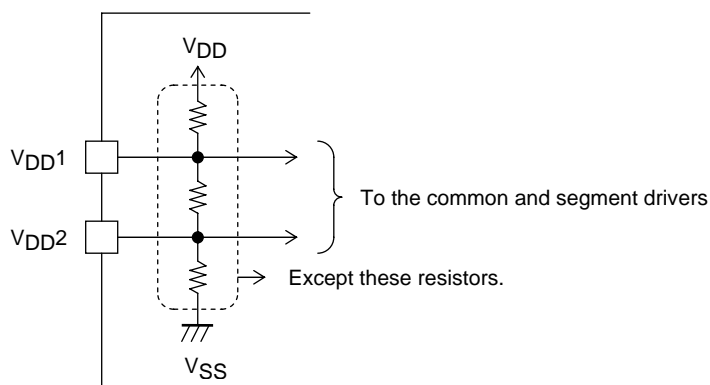 VDD
VDD1
To the common and segment drivers
VDD2
Except these resistors.
VSS